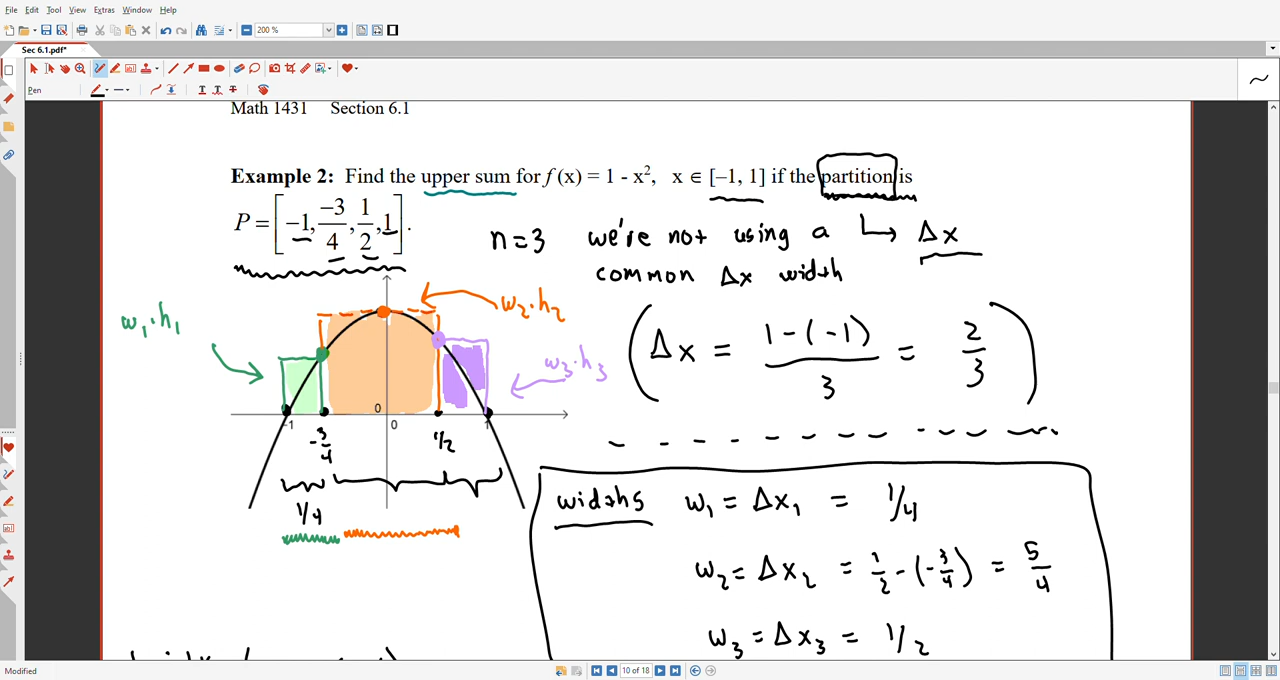 File Edit Tool View Extras Window Help
200 %
Sec 6.1.pdf*
Pen
Math 1431 Section 6.1
Example 2: Find the upper sum for f (x) = 1 - x², x ∈ [–1, 1] if the partition is
P = [ -1, -3/4, 1/2, 1 ].
n=3 we're not using a ↳ Δx
common Δx width
w₁·h₁
w₂·h₂
w₃·h₃
( Δx = 1-(-1)/3 = 2/3 )
0
-1 0 1
-3/4 1/2
1/4
widths w₁ = Δx₁ = 1/4
w₂ = Δx₂ = 1/2 - (-3/4) = 5/4
w₃ = Δx₃ = 1/2
Modified
10 of 18